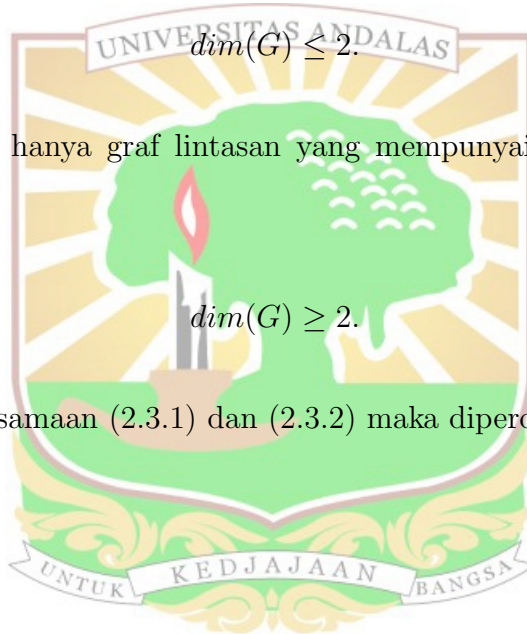 UNIVERSITAS ANDALAS
dim(G) ≤ 2.
hanya graf lintasan yang mempunyai
dim(G) ≥ 2.
samaan (2.3.1) dan (2.3.2) maka diperc
UNTUK KEDJAJAAN BANGSA